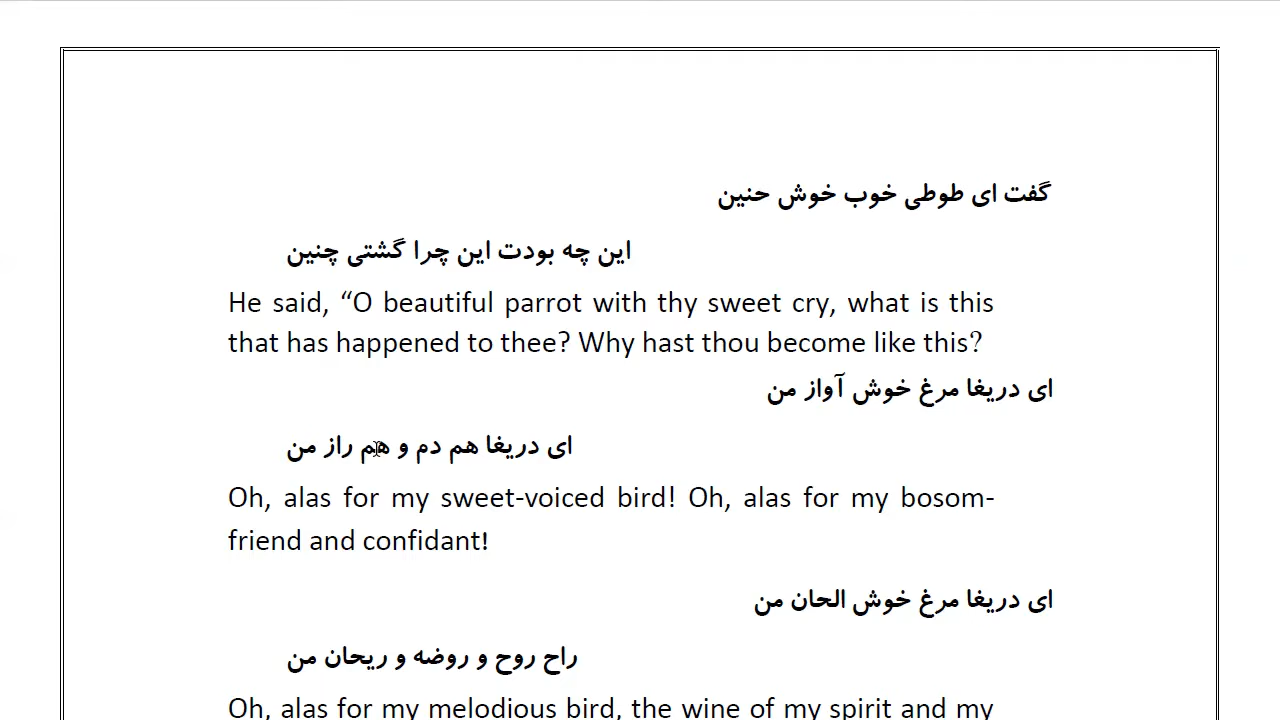 گفت ای طوطی خوب خوش حنین
این چه بودت این چرا گشتی چنین
He said, “O beautiful parrot with thy sweet cry, what is this
that has happened to thee? Why hast thou become like this?
ای دریغا مرغ خوش آواز من
ای دریغا هم دم و هم راز من
Oh, alas for my sweet-voiced bird! Oh, alas for my bosom-
friend and confidant!
ای دریغا مرغ خوش الحان من
راح روح و روضه و ریحان من
Oh, alas for my melodious bird, the wine of my spirit and my